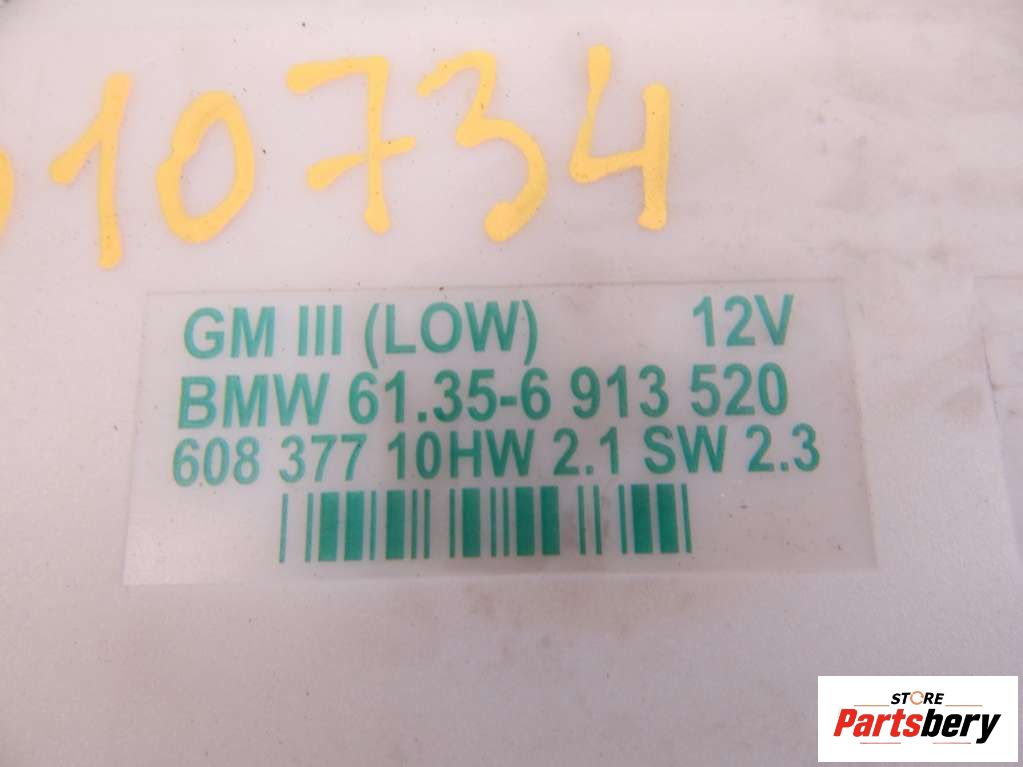 10734
GM III (LOW) 12V
BMW 61.35-6 913 520
608 377 10HW 2.1 SW 2.3
STORE
Partsbery